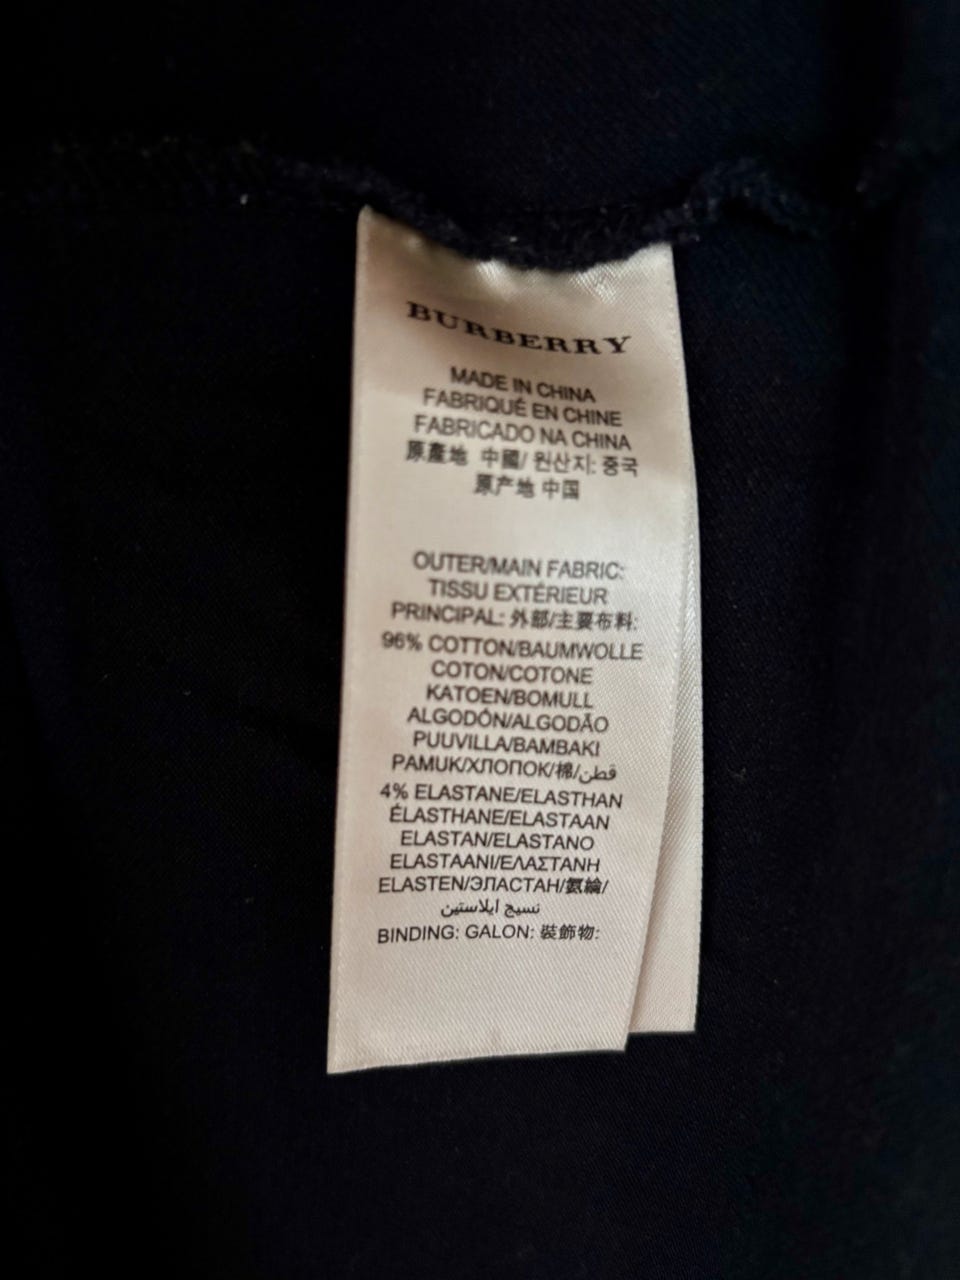 BURBERRY
MADE IN CHINA
FABRIQUÉ EN CHINE
FABRICADO NA CHINA
原產地 中國/ 원산지: 중국
原产地 中国
OUTER/MAIN FABRIC:
TISSU EXTÉRIEUR
PRINCIPAL: 外部/主要布料:
96% COTTON/BAUMWOLLE
COTON/COTONE
KATOEN/BOMULL
ALGODÓN/ALGODÃO
PUUVILLA/BAMBAKI
PAMUK/ХЛОПОК/棉/قطن
4% ELASTANE/ELASTHAN
ÉLASTHANE/ELASTAAN
ELASTAN/ELASTANO
ELASTAANI/ΕΛΑΣΤΑΝΗ
ELASTEN/ЭЛАСТАН/氨綸/
نسيج ايلاستين
BINDING: GALON: 裝飾物: